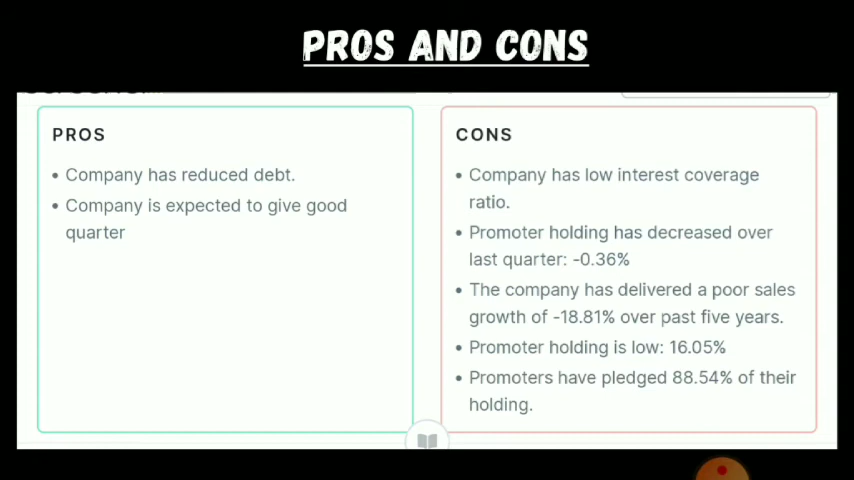 PROS AND CONS
PROS
• Company has reduced debt.
• Company is expected to give good
quarter
CONS
• Company has low interest coverage
ratio.
• Promoter holding has decreased over
last quarter: -0.36%
• The company has delivered a poor sales
growth of -18.81% over past five years.
• Promoter holding is low: 16.05%
• Promoters have pledged 88.54% of their
holding.